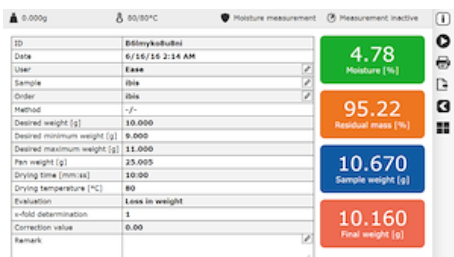 0.000g 80/80°C Moisture measurement Measurement inactive
ID B6lmyko8u8ni
Date 6/16/16 2:14 AM
User Ease
Sample ibis
Order ibis
Method -/-
Desired weight [g] 10.000
Desired minimum weight [g] 9.000
Desired maximum weight [g] 11.000
Pan weight [g] 25.005
Drying time [mm:ss] 10:00
Drying temperature [°C] 80
Evaluation Loss in weight
x-fold determination 1
Correction value 0.00
Remark
4.78
Moisture [%]
95.22
Residual mass [%]
10.670
Sample weight [g]
10.160
Final weight [g]